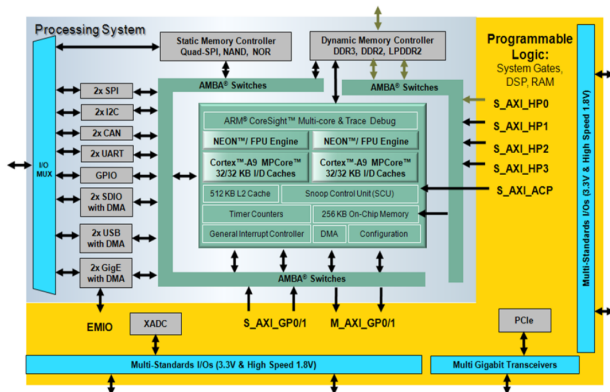 Processing System
Static Memory Controller
Quad-SPI, NAND, NOR
Dynamic Memory Controller
DDR3, DDR2, LPDDR2
Programmable
Logic:
System Gates,
DSP, RAM
AMBA® Switches
AMBA® Switches
I/O
MUX
2x SPI
2x I2C
2x CAN
2x UART
GPIO
2x SDIO
with DMA
2x USB
with DMA
2x GigE
with DMA
ARM® CoreSight™ Multi-core & Trace Debug
NEON™/ FPU Engine
NEON™/ FPU Engine
Cortex™-A9 MPCore™
32/32 KB I/D Caches
Cortex™-A9 MPCore™
32/32 KB I/D Caches
512 KB L2 Cache
Snoop Control Unit (SCU)
Timer Counters
256 KB On-Chip Memory
General Interrupt Controller
DMA
Configuration
AMBA® Switches
S_AXI_HP0
S_AXI_HP1
S_AXI_HP2
S_AXI_HP3
S_AXI_ACP
Multi-Standards I/Os (3.3V & High Speed 1.8V)
EMIO
XADC
S_AXI_GP0/1
M_AXI_GP0/1
PCIe
Multi-Standards I/Os (3.3V & High Speed 1.8V)
Multi Gigabit Transceivers